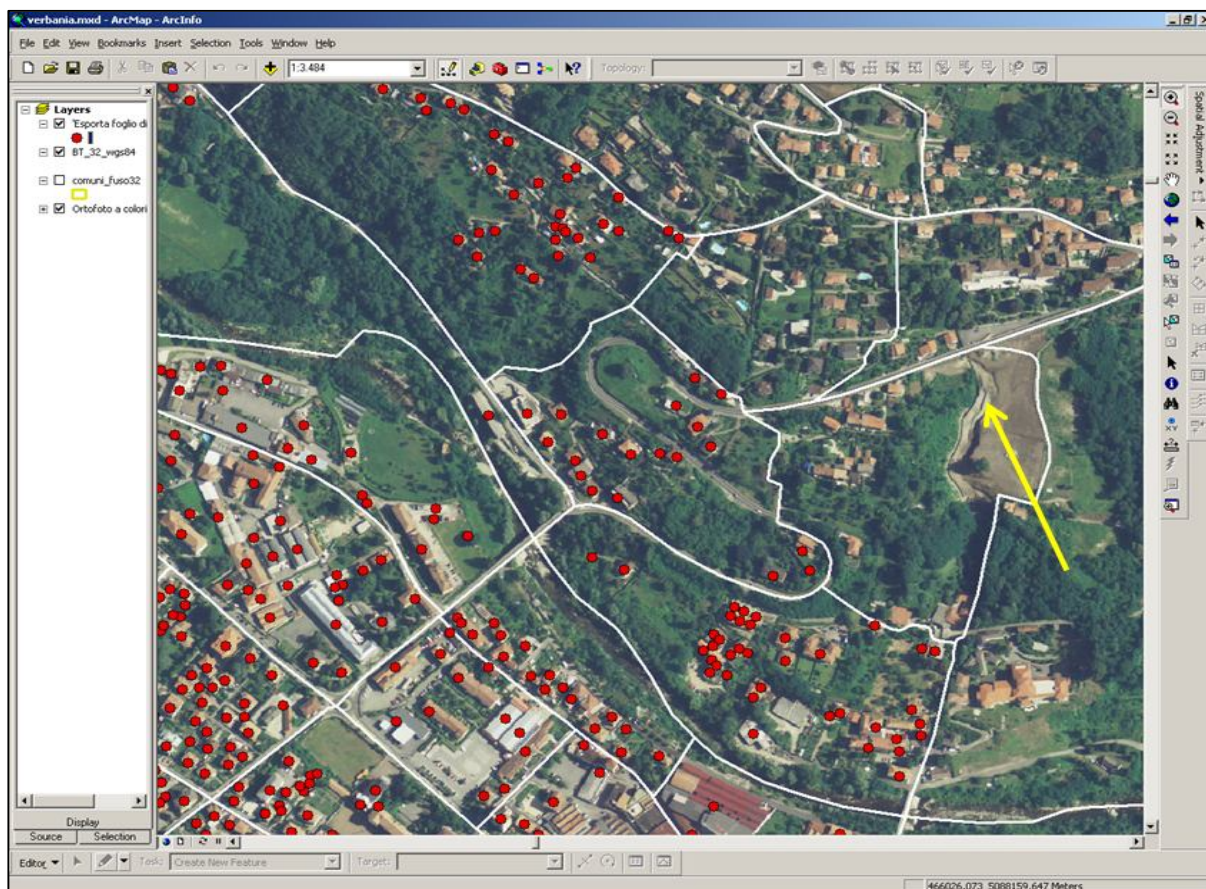 verbania.mxd - ArcMap - ArcInfo
File Edit View Bookmarks Insert Selection Tools Window Help
1:3.484
Topology:
Layers
'Esporta foglio di
BT_32_wgs84
comuni_fuso32
Ortofoto a colori
Spatial Adjustment
Display
Source Selection
Editor Task: Create New Feature Target:
466026,073 5088159,647 Meters